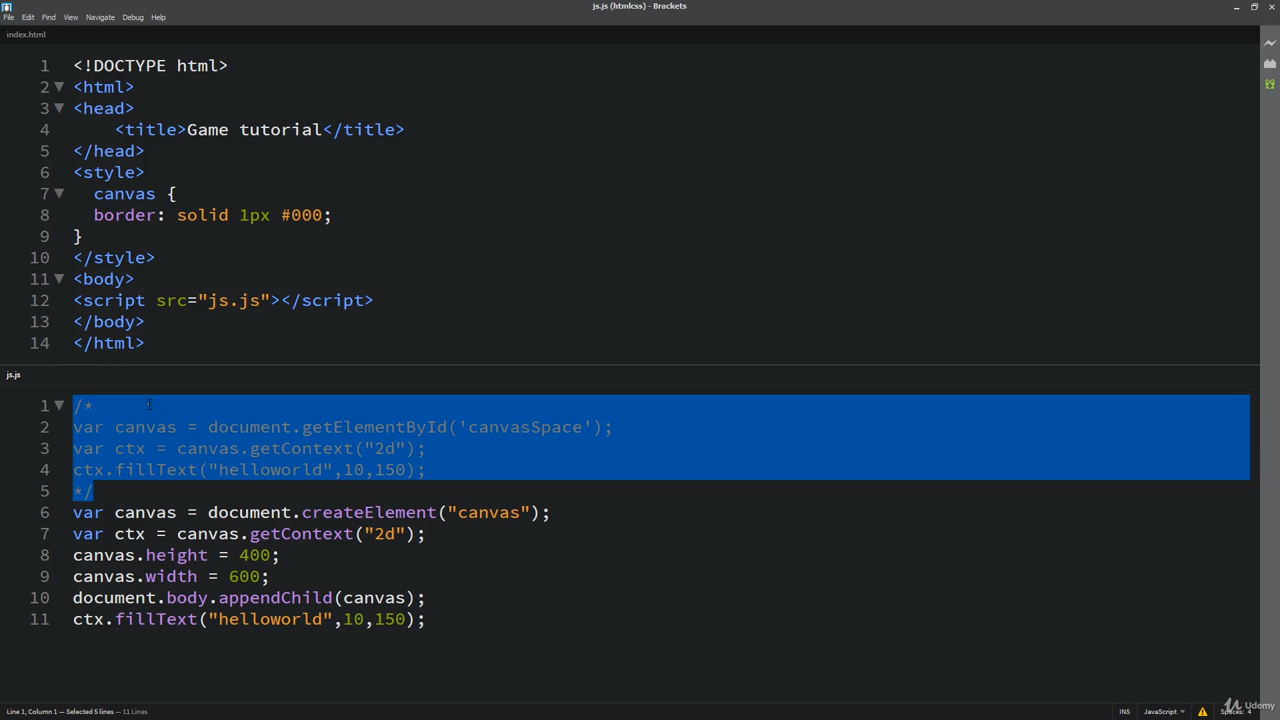 js.js (htmlcss) - Brackets
File Edit Find View Navigate Debug Help
index.html
1 <!DOCTYPE html>
2 <html>
3 <head>
4 <title>Game tutorial</title>
5 </head>
6 <style>
7 canvas {
8 border: solid 1px #000;
9 }
10 </style>
11 <body>
12 <script src="js.js"></script>
13 </body>
14 </html>
js.js
1 /*
2 var canvas = document.getElementById('canvasSpace');
3 var ctx = canvas.getContext("2d");
4 ctx.fillText("helloworld",10,150);
5 */
6 var canvas = document.createElement("canvas");
7 var ctx = canvas.getContext("2d");
8 canvas.height = 400;
9 canvas.width = 600;
10 document.body.appendChild(canvas);
11 ctx.fillText("helloworld",10,150);
Line 1, Column 1 — Selected 5 lines — 11 Lines
INS JavaScript Spaces: 4
Udemy